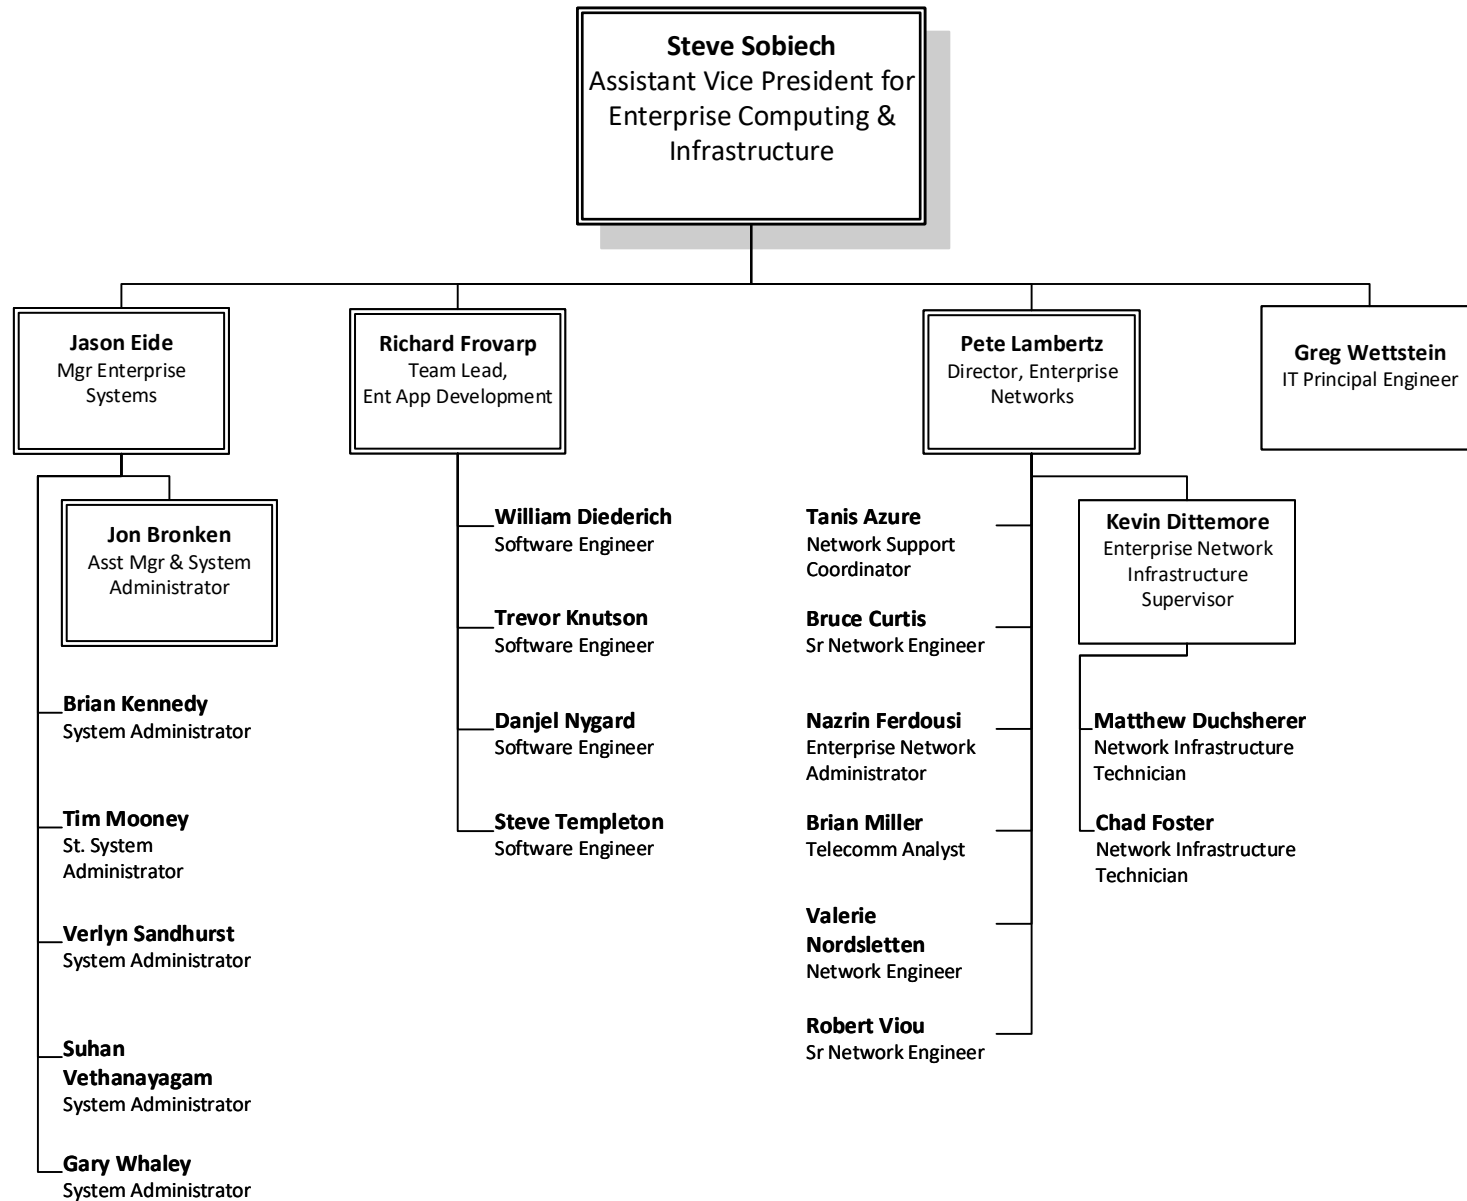 Steve Sobiech
Assistant Vice President for
Enterprise Computing &
Infrastructure
Jason Eide
Mgr Enterprise
Systems
Richard Frovarp
Team Lead,
Ent App Development
Pete Lambertz
Director, Enterprise
Networks
Greg Wettstein
IT Principal Engineer
Jon Bronken
Asst Mgr & System
Administrator
Brian Kennedy
System Administrator
Tim Mooney
St. System
Administrator
Verlyn Sandhurst
System Administrator
Suhan
Vethanayagam
System Administrator
Gary Whaley
System Administrator
William Diederich
Software Engineer
Trevor Knutson
Software Engineer
Danjel Nygard
Software Engineer
Steve Templeton
Software Engineer
Tanis Azure
Network Support
Coordinator
Bruce Curtis
Sr Network Engineer
Nazrin Ferdousi
Enterprise Network
Administrator
Brian Miller
Telecomm Analyst
Valerie
Nordsletten
Network Engineer
Robert Viou
Sr Network Engineer
Kevin Dittemore
Enterprise Network
Infrastructure
Supervisor
Matthew Duchsherer
Network Infrastructure
Technician
Chad Foster
Network Infrastructure
Technician